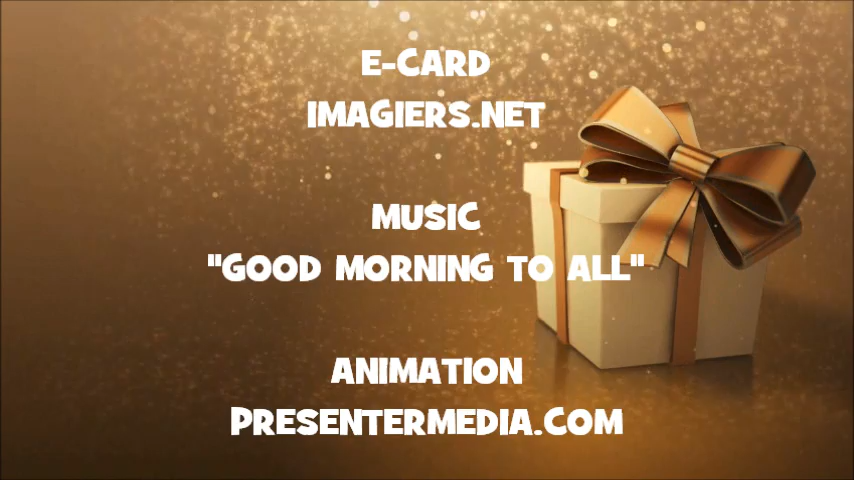 E-CARD
IMAGIERS.NET
MUSIC
"GOOD MORNING TO ALL"
ANIMATION
PRESENTERMEDIA.COM